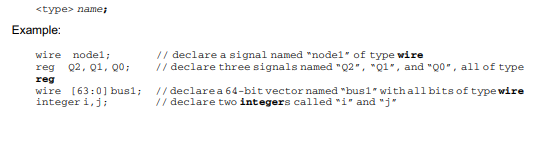 <type> name;
Example:
wire node1; // declare a signal named “node1” of type wire
reg Q2, Q1, Q0; // declare three signals named “Q2”, “Q1”, and “Q0”, all of type
reg
wire [63:0] bus1; // declare a 64-bit vector named “bus1” with all bits of type wire
integer i,j; // declare two integers called “i” and “j”